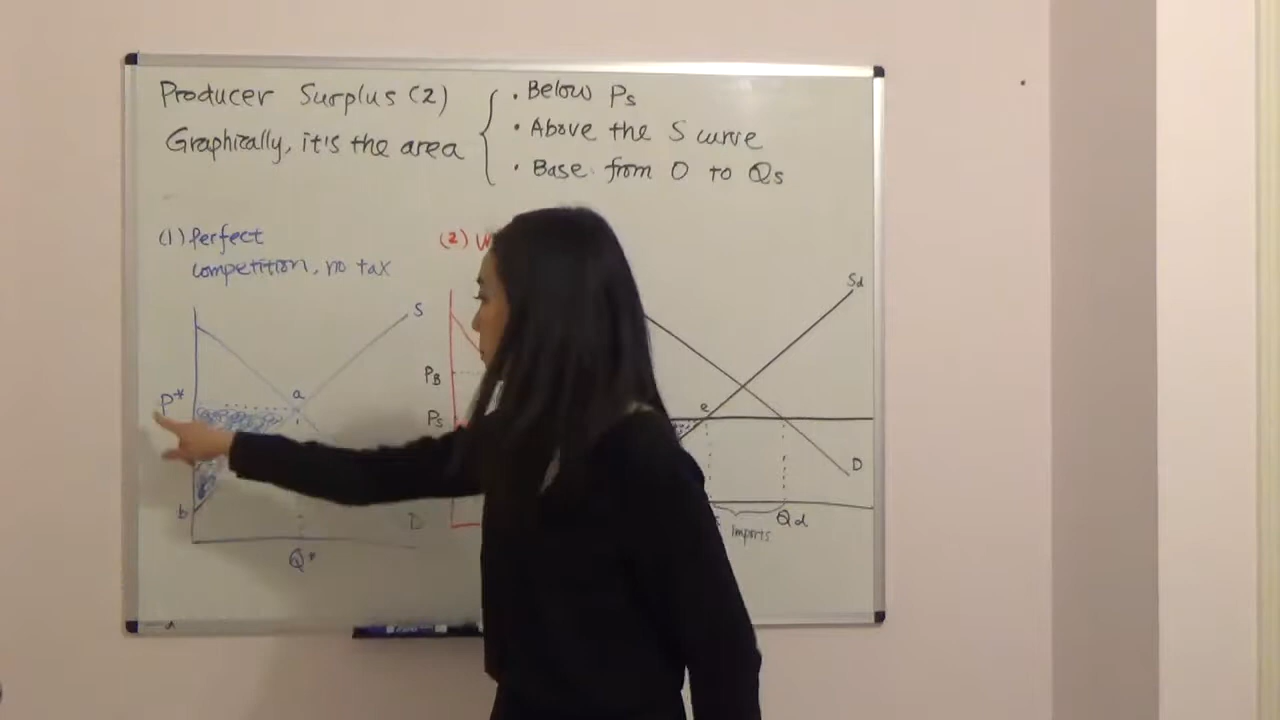 Producer Surplus (2)
Graphically, it's the area
• Below Ps
• Above the S curve
• Base from 0 to Qs
(1) Perfect
competition, no tax
(2)
S
a
P*
b
D
Q*
PB
Ps
Sd
e
D
Qd
Imports